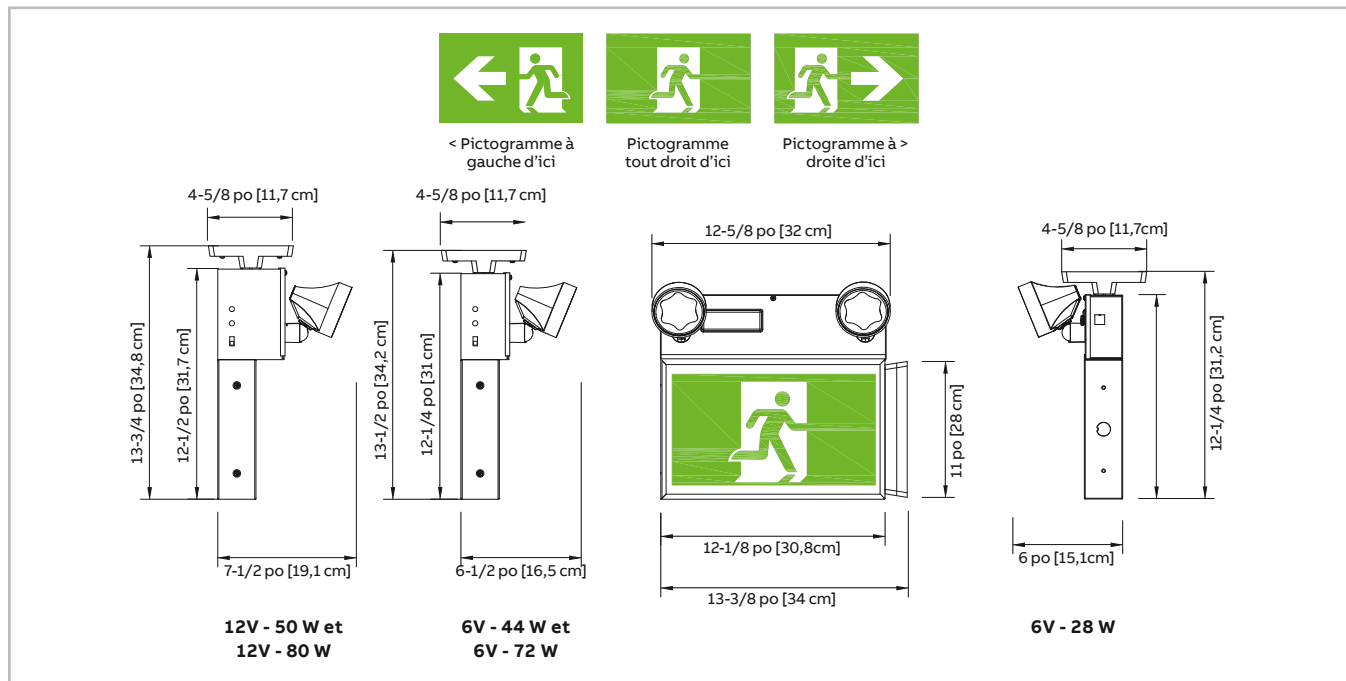 < Pictogramme à
gauche d'ici
Pictogramme
tout droit d'ici
Pictogramme à >
droite d'ici
4-5/8 po [11,7 cm]
13-3/4 po [34,8 cm]
12-1/2 po [31,7 cm]
7-1/2 po [19,1 cm]
12V - 50 W et
12V - 80 W
4-5/8 po [11,7 cm]
13-1/2 po [34,2 cm]
12-1/4 po [31 cm]
6-1/2 po [16,5 cm]
6V - 44 W et
6V - 72 W
12-5/8 po [32 cm]
11 po [28 cm]
12-1/8 po [30,8cm]
13-3/8 po [34 cm]
4-5/8 po [11,7cm]
12-1/4 po [31,2 cm]
6 po [15,1cm]
6V - 28 W